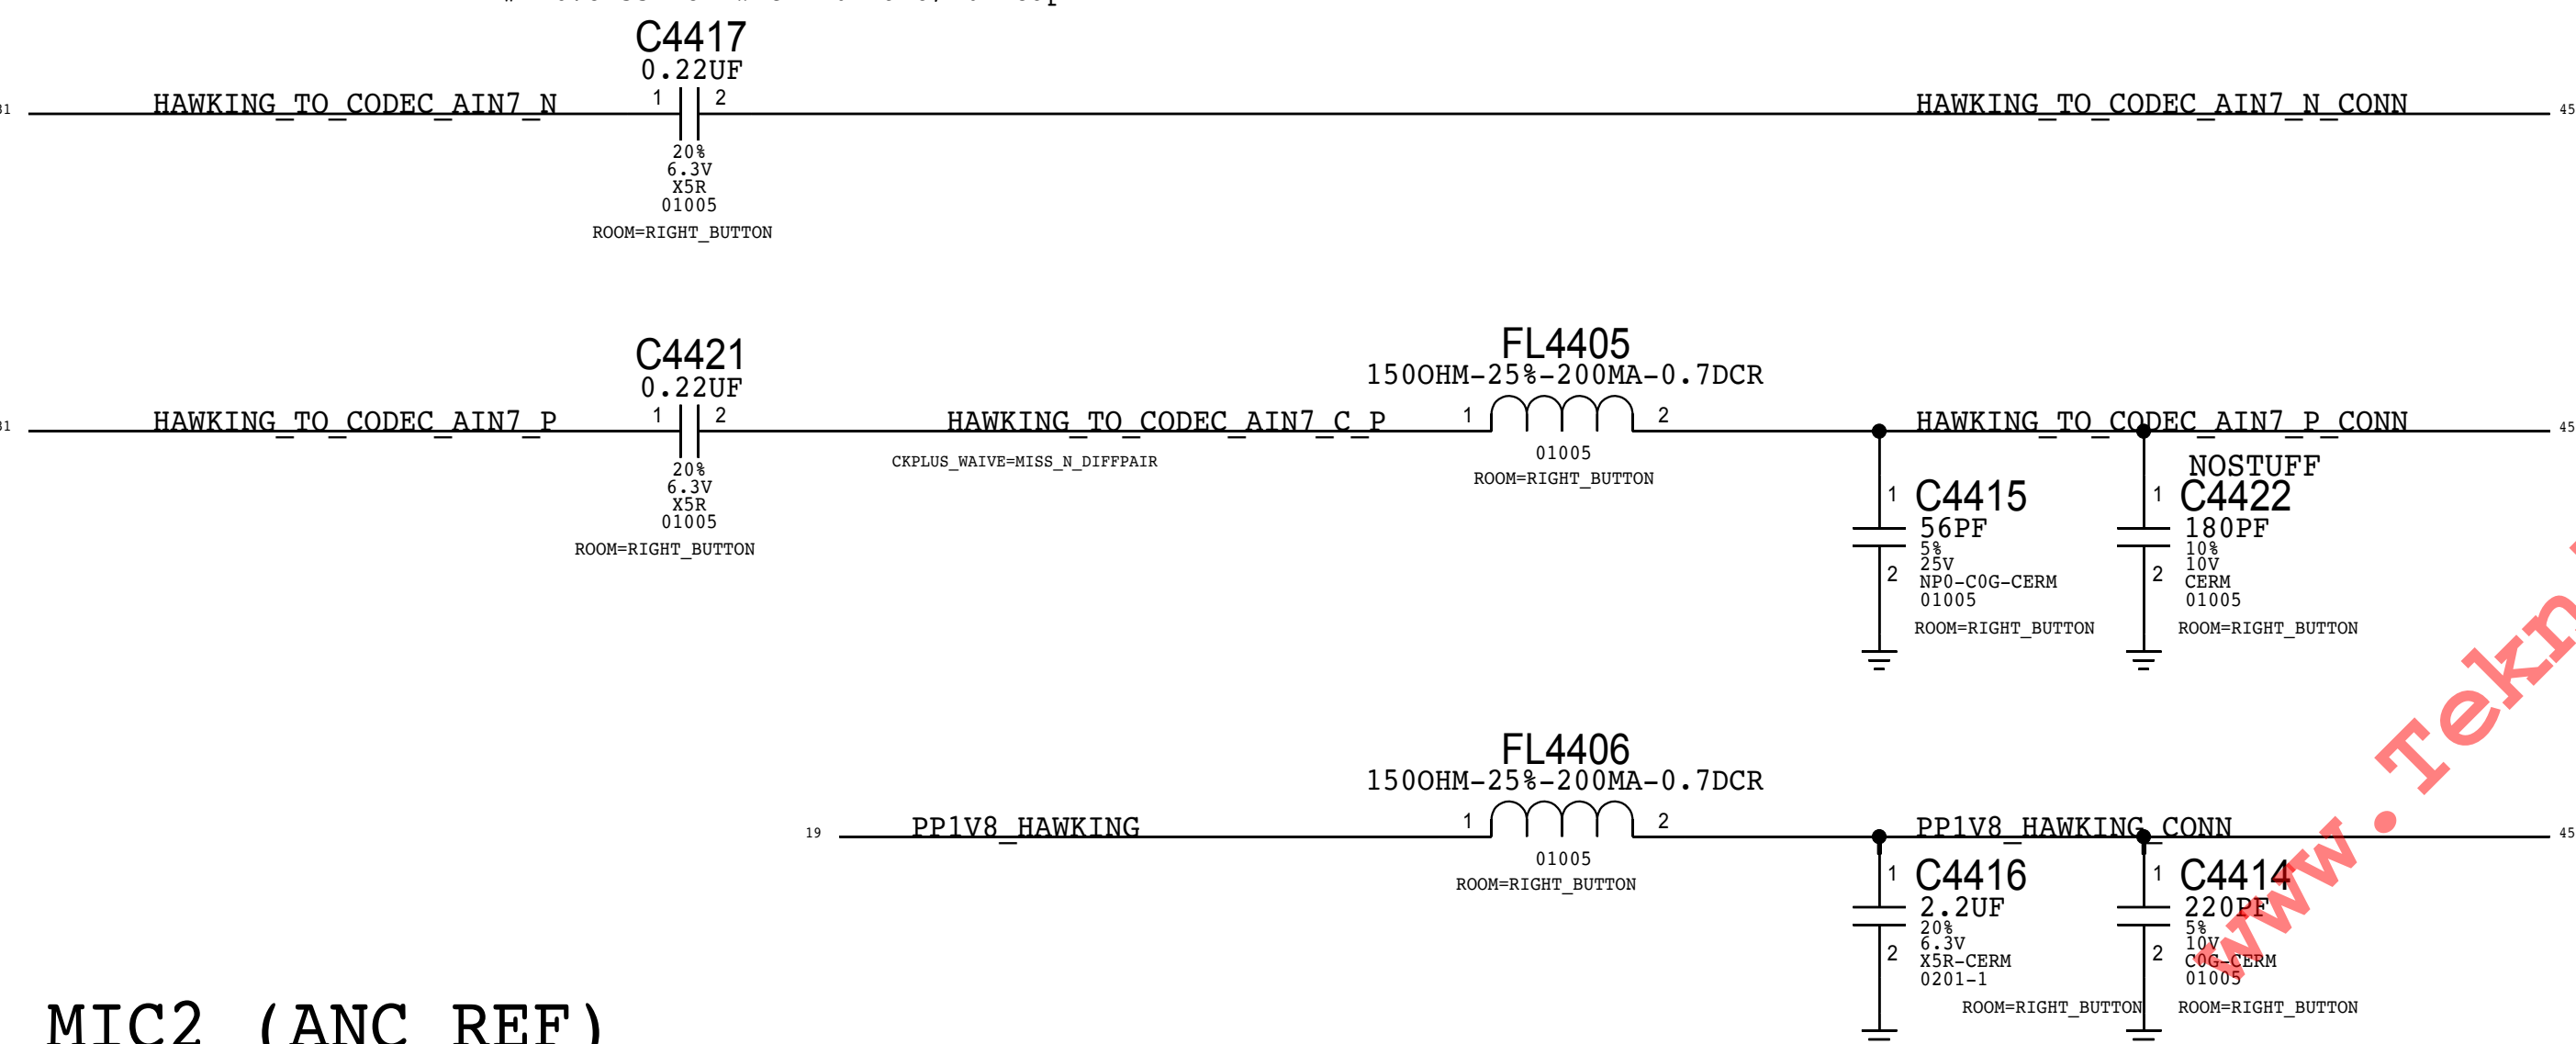 C4417
0.22UF
31 HAWKING_TO_CODEC_AIN7_N 1 2 HAWKING_TO_CODEC_AIN7_N_CONN 45
20%
6.3V
X5R
01005
ROOM=RIGHT_BUTTON
C4421
0.22UF
31 HAWKING_TO_CODEC_AIN7_P 1 2 HAWKING_TO_CODEC_AIN7_C_P
20%
6.3V
X5R
01005
ROOM=RIGHT_BUTTON
CKPLUS_WAIVE=MISS_N_DIFFPAIR
FL4405
150OHM-25%-200MA-0.7DCR
1 2 HAWKING_TO_CODEC_AIN7_P_CONN 45
01005
ROOM=RIGHT_BUTTON
1 C4415
56PF
5%
25V
2 NP0-C0G-CERM
01005
ROOM=RIGHT_BUTTON
NOSTUFF
1 C4422
180PF
10%
10V
2 CERM
01005
ROOM=RIGHT_BUTTON
FL4406
150OHM-25%-200MA-0.7DCR
19 PP1V8_HAWKING 1 2 PP1V8_HAWKING_CONN 45
01005
ROOM=RIGHT_BUTTON
1 C4416
2.2UF
20%
6.3V
2 X5R-CERM
0201-1
ROOM=RIGHT_BUTTON
1 C4414
220PF
5%
10V
2 C0G-CERM
01005
ROOM=RIGHT_BUTTON
MIC2 (ANC REF)
www.Tekn